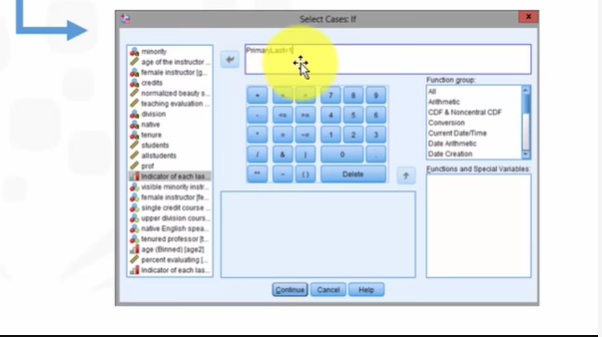 Select Cases: If
x
minority
age of the instructor ...
female instructor [g...
credits
normalized beauty s...
teaching evaluation ...
division
native
tenure
students
allstudents
prof
Indicator of each las...
visible minority instr...
female instructor [fe...
single credit course ...
upper division cours...
native English spea...
tenured professor [t...
age (Binned) [age2]
percent evaluating [...
Indicator of each las...
PrimaryLast=1
+ < > 7 8 9
- <= >= 4 5 6
* = ~= 1 2 3
/ & | 0 .
** ~ ( ) Delete
Function group:
All
Arithmetic
CDF & Noncentral CDF
Conversion
Current Date/Time
Date Arithmetic
Date Creation
Functions and Special Variables:
Continue Cancel Help